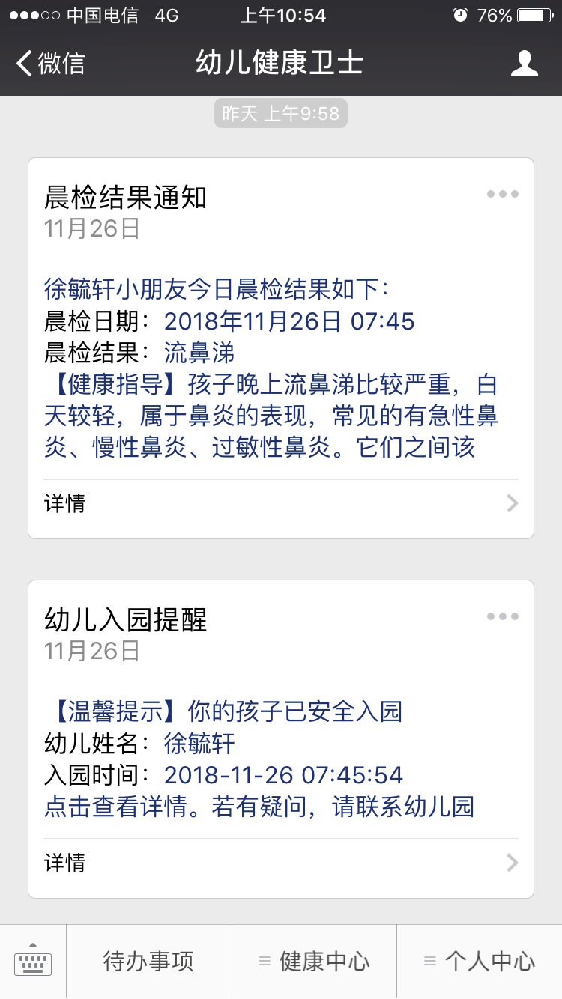 中国电信 4G 上午10:54 76%
微信 幼儿健康卫士
昨天 上午9:58
晨检结果通知
11月26日
徐毓轩小朋友今日晨检结果如下：
晨检日期：2018年11月26日 07:45
晨检结果：流鼻涕
【健康指导】孩子晚上流鼻涕比较严重，白
天较轻，属于鼻炎的表现，常见的有急性鼻
炎、慢性鼻炎、过敏性鼻炎。它们之间该
详情
幼儿入园提醒
11月26日
【温馨提示】你的孩子已安全入园
幼儿姓名：徐毓轩
入园时间：2018-11-26 07:45:54
点击查看详情。若有疑问，请联系幼儿园
详情
待办事项 健康中心 个人中心